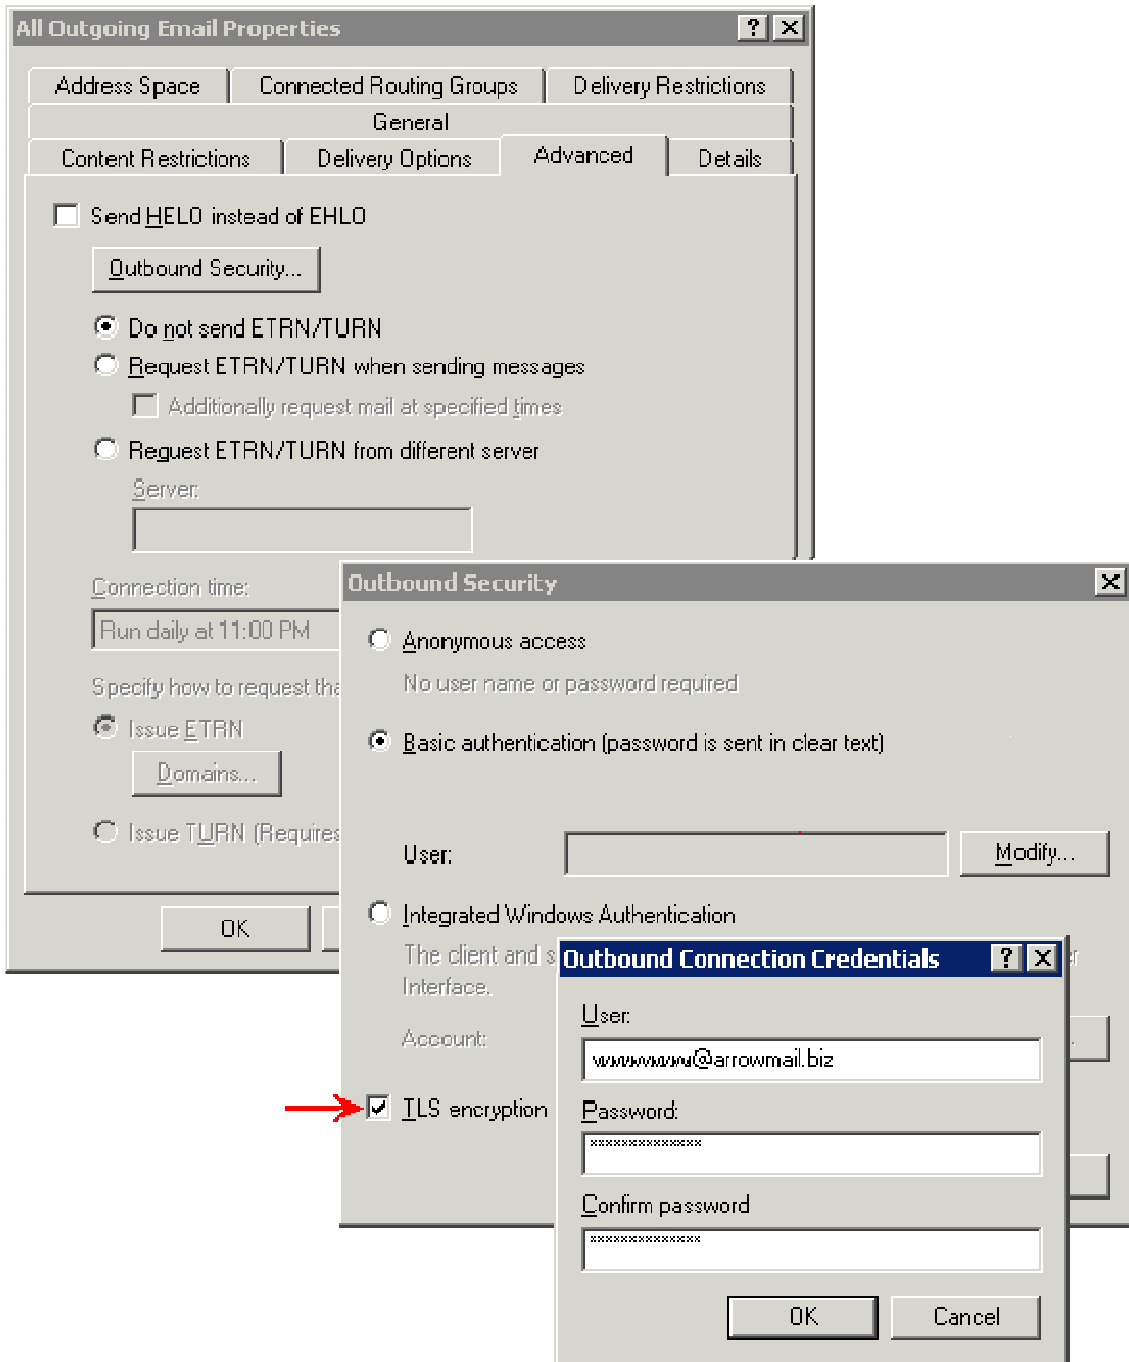 All Outgoing Email Properties
Address Space
Connected Routing Groups
Delivery Restrictions
General
Content Restrictions
Delivery Options
Advanced
Details
Send HELO instead of EHLO
Outbound Security...
Do not send ETRN/TURN
Request ETRN/TURN when sending messages
Additionally request mail at specified times
Request ETRN/TURN from different server
Server:
Connection time:
Run daily at 11:00 PM
Specify how to request
Issue ETRN
Domains...
Issue TURN (Requires
OK
Outbound Security
Anonymous access
No user name or password required
Basic authentication (password is sent in clear text)
User:
Modify...
Integrated Windows Authentication
The client and
Interface.
Account:
TLS encryption
Outbound Connection Credentials
User:
@arrowmail.biz
Password:
xxxxxxxxxxxxxx
Confirm password
xxxxxxxxxxxxxx
OK
Cancel